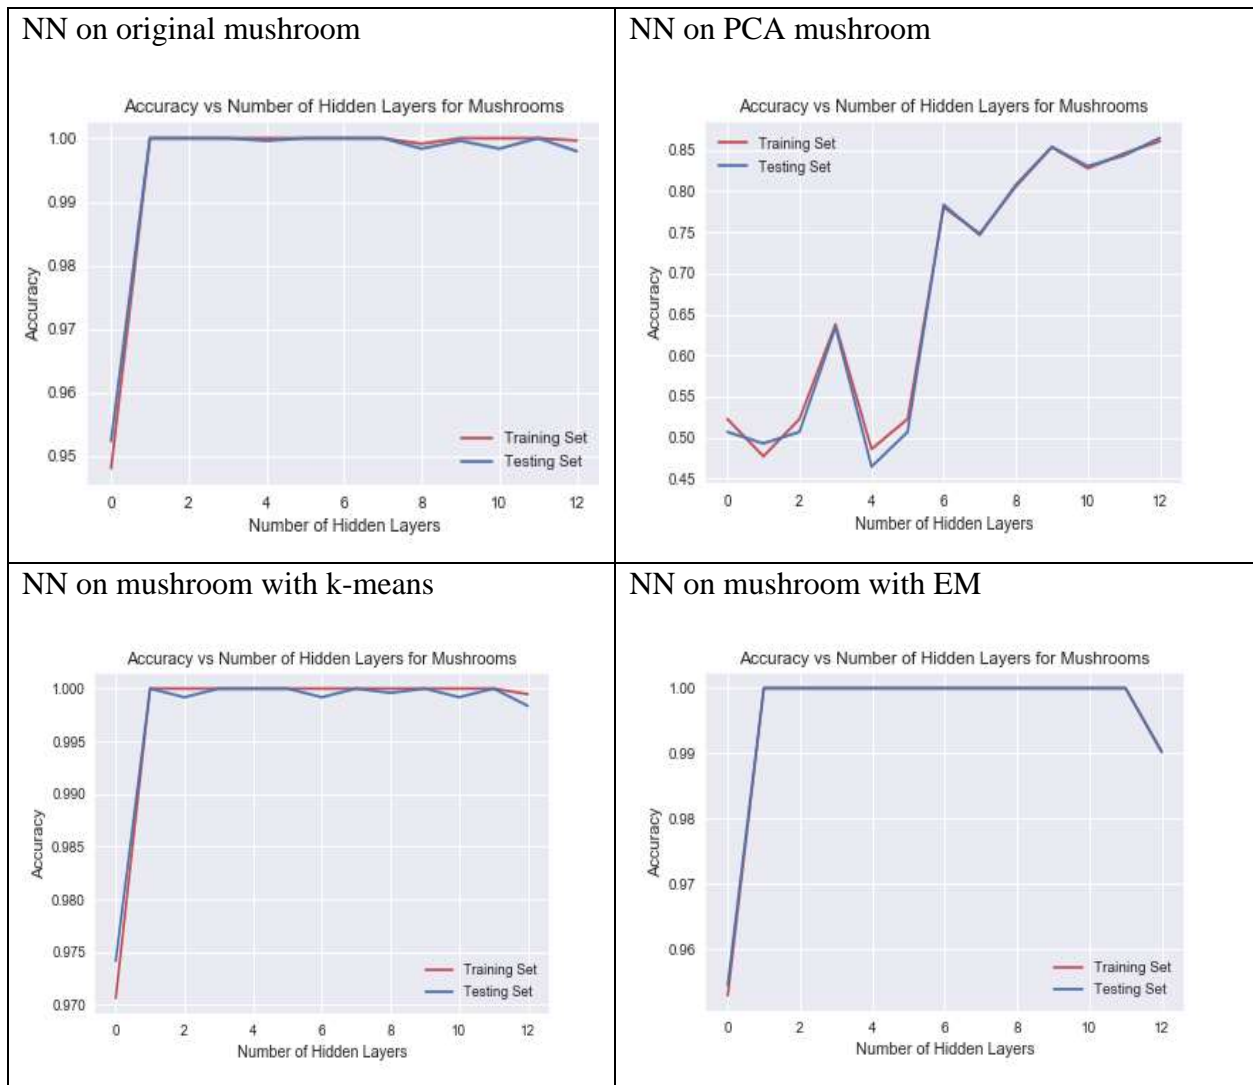 NN on original mushroom
Accuracy vs Number of Hidden Layers for Mushrooms
1.00
0.99
0.98
0.97
0.96
0.95
Accuracy
Training Set
Testing Set
0 2 4 6 8 10 12
Number of Hidden Layers
NN on PCA mushroom
Accuracy vs Number of Hidden Layers for Mushrooms
Training Set
Testing Set
0.85
0.80
0.75
0.70
0.65
0.60
0.55
0.50
0.45
Accuracy
0 2 4 6 8 10 12
Number of Hidden Layers
NN on mushroom with k-means
Accuracy vs Number of Hidden Layers for Mushrooms
1.000
0.995
0.990
0.985
0.980
0.975
0.970
Accuracy
Training Set
Testing Set
0 2 4 6 8 10 12
Number of Hidden Layers
NN on mushroom with EM
Accuracy vs Number of Hidden Layers for Mushrooms
1.00
0.99
0.98
0.97
0.96
Accuracy
Training Set
Testing Set
0 2 4 6 8 10 12
Number of Hidden Layers